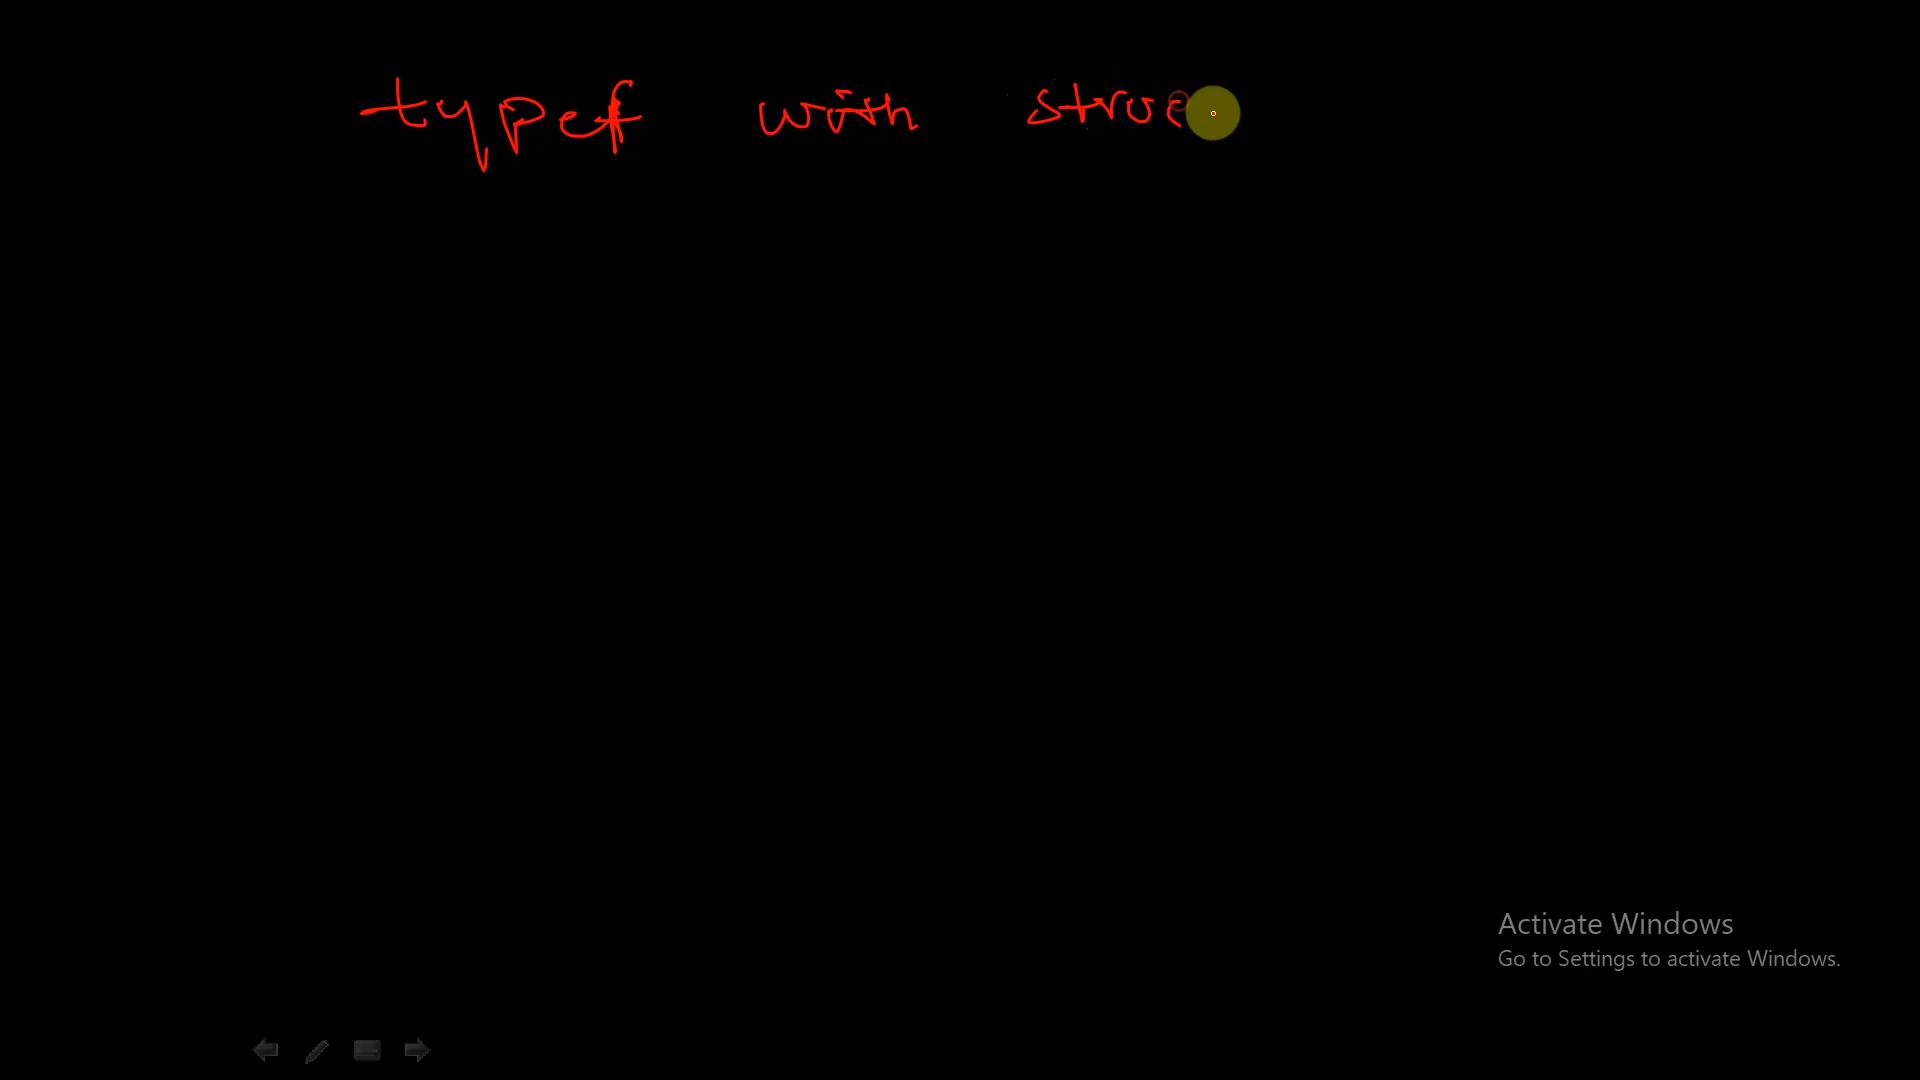 typef with struc
Activate Windows
Go to Settings to activate Windows.